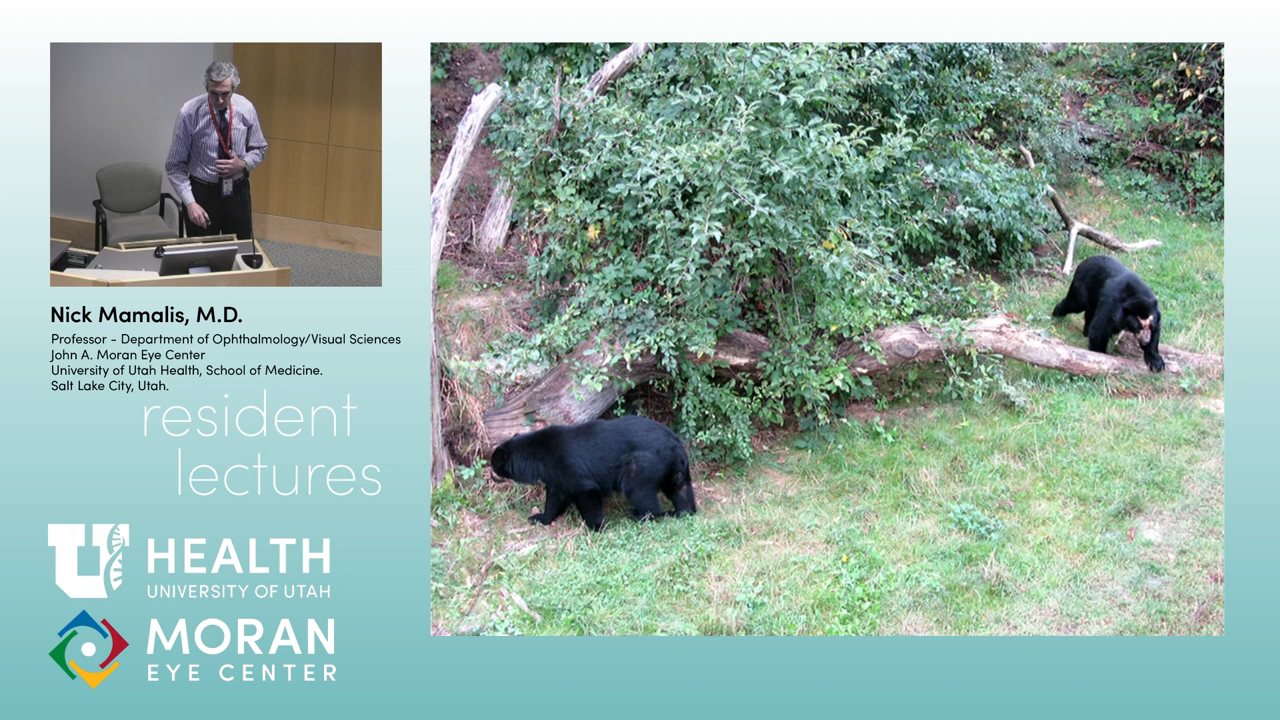 Nick Mamalis, M.D.
Professor - Department of Ophthalmology/Visual Sciences
John A. Moran Eye Center
University of Utah Health, School of Medicine.
Salt Lake City, Utah.
resident
lectures
U HEALTH
UNIVERSITY OF UTAH
MORAN
EYE CENTER